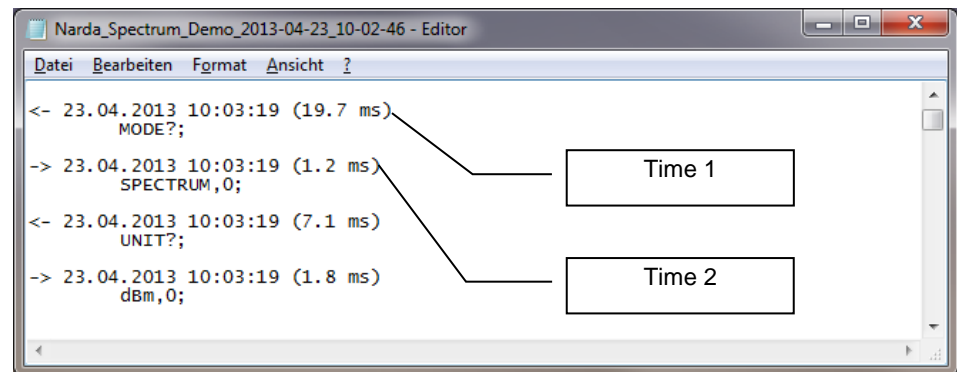 Narda_Spectrum_Demo_2013-04-23_10-02-46 - Editor
Datei Bearbeiten Format Ansicht ?
<- 23.04.2013 10:03:19 (19.7 ms)
MODE?;
-> 23.04.2013 10:03:19 (1.2 ms)
SPECTRUM,0;
<- 23.04.2013 10:03:19 (7.1 ms)
UNIT?;
-> 23.04.2013 10:03:19 (1.8 ms)
dBm,0;
Time 1
Time 2